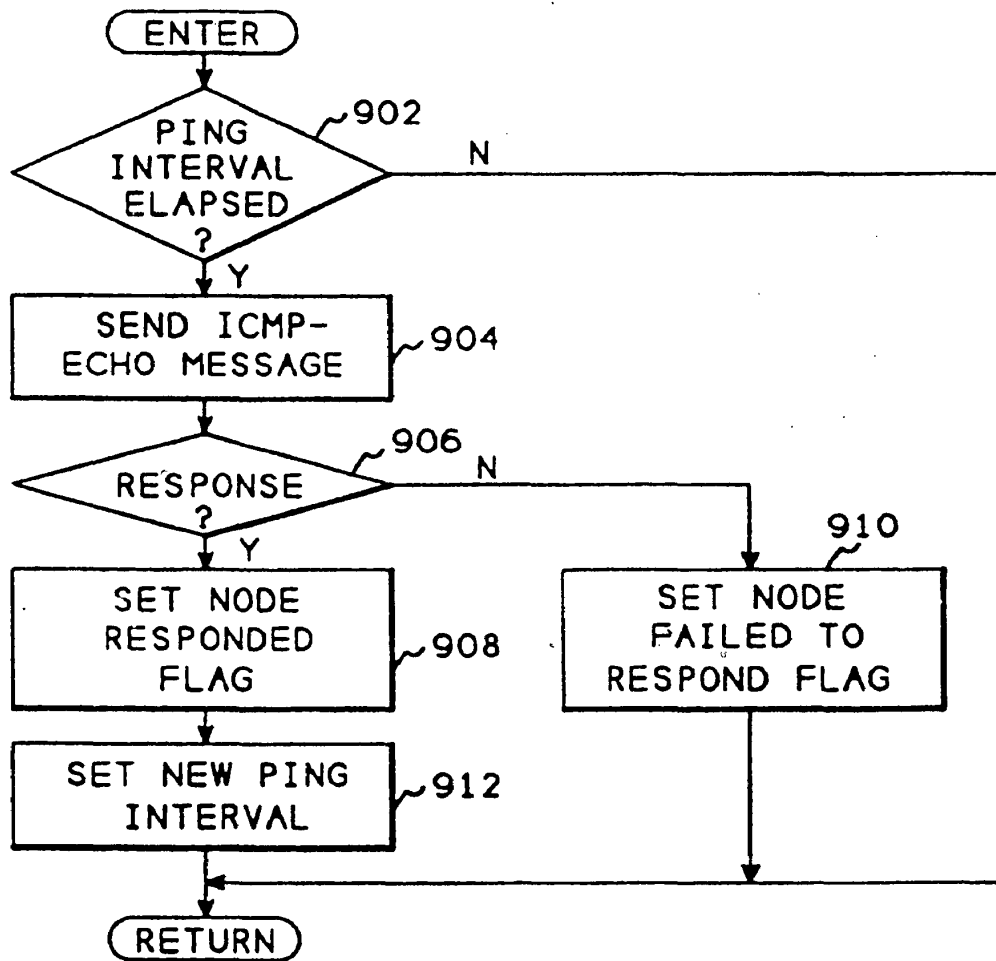 ENTER
902
PING
INTERVAL
ELAPSED
?
N
Y
SEND ICMP-
ECHO MESSAGE
904
906
RESPONSE
?
N
Y
SET NODE
RESPONDED
FLAG
908
910
SET NODE
FAILED TO
RESPOND FLAG
SET NEW PING
INTERVAL
912
RETURN